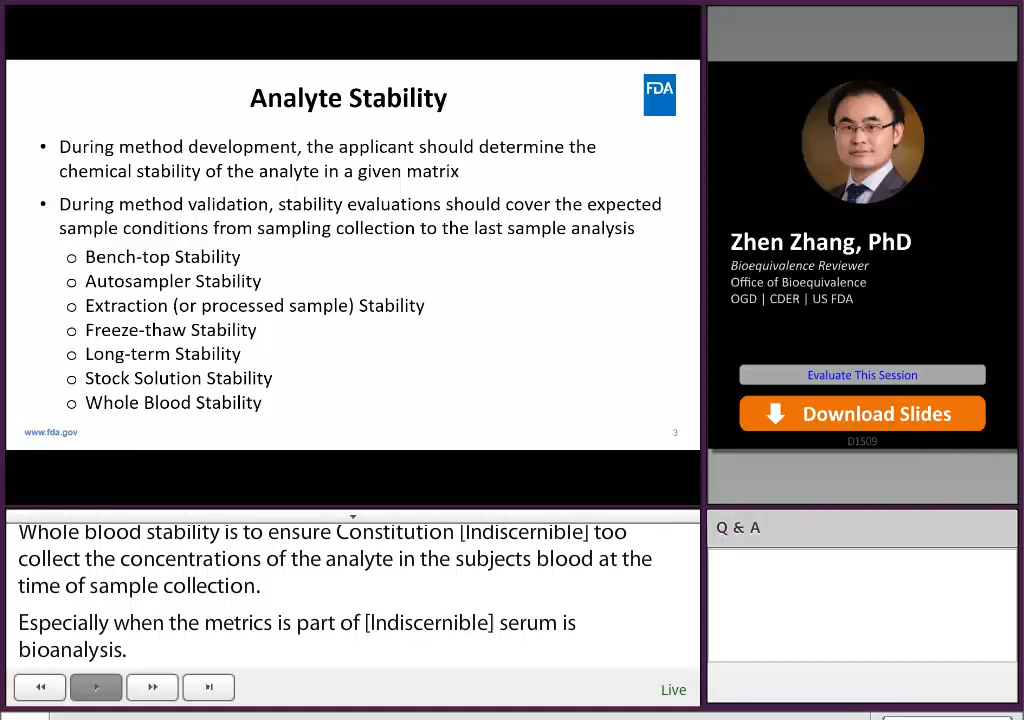 Analyte Stability
FDA
• During method development, the applicant should determine the
chemical stability of the analyte in a given matrix
• During method validation, stability evaluations should cover the expected
sample conditions from sampling collection to the last sample analysis
o Bench-top Stability
o Autosampler Stability
o Extraction (or processed sample) Stability
o Freeze-thaw Stability
o Long-term Stability
o Stock Solution Stability
o Whole Blood Stability
www.fda.gov
3
Zhen Zhang, PhD
Bioequivalence Reviewer
Office of Bioequivalence
OGD | CDER | US FDA
Evaluate This Session
Download Slides
D1S09
Whole blood stability is to ensure Constitution [Indiscernible] too
collect the concentrations of the analyte in the subjects blood at the
time of sample collection.
Especially when the metrics is part of [Indiscernible] serum is
bioanalysis.
Live
Q & A